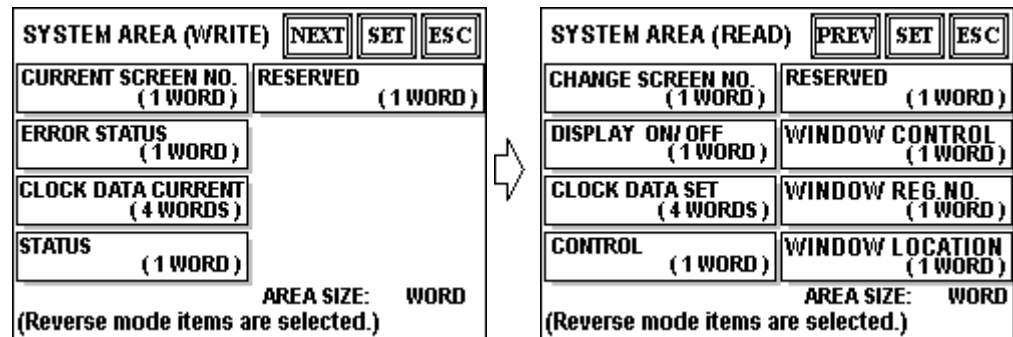 SYSTEM AREA (WRITE) NEXT SET ESC
CURRENT SCREEN NO. (1 WORD)
RESERVED (1 WORD)
ERROR STATUS (1 WORD)
CLOCK DATA CURRENT (4 WORDS)
STATUS (1 WORD)
AREA SIZE: WORD
(Reverse mode items are selected.)
SYSTEM AREA (READ) PREV SET ESC
CHANGE SCREEN NO. (1 WORD)
RESERVED (1 WORD)
DISPLAY ON/OFF (1 WORD)
WINDOW CONTROL (1 WORD)
CLOCK DATA SET (4 WORDS)
WINDOW REG.NO. (1 WORD)
CONTROL (1 WORD)
WINDOW LOCATION (1 WORD)
AREA SIZE: WORD
(Reverse mode items are selected.)